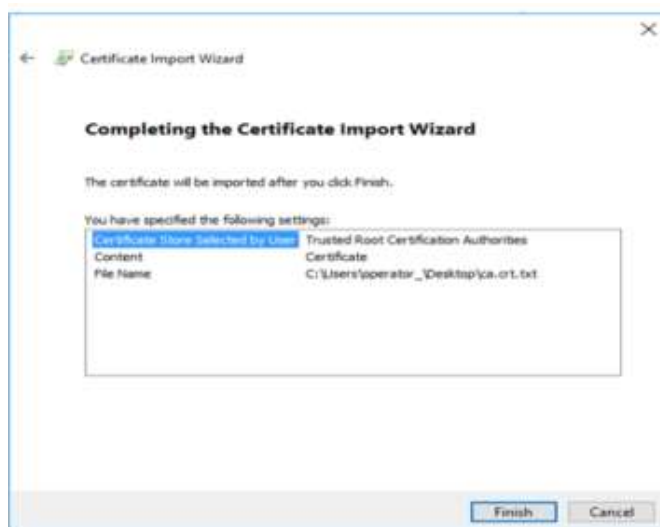 Certificate Import Wizard
Completing the Certificate Import Wizard
The certificate will be imported after you click Finish.
You have specified the following settings:
Certificate Store Selected by User Trusted Root Certification Authorities
Content Certificate
File Name C:\Users\operator_\Desktop\ca.crt.txt
Finish Cancel